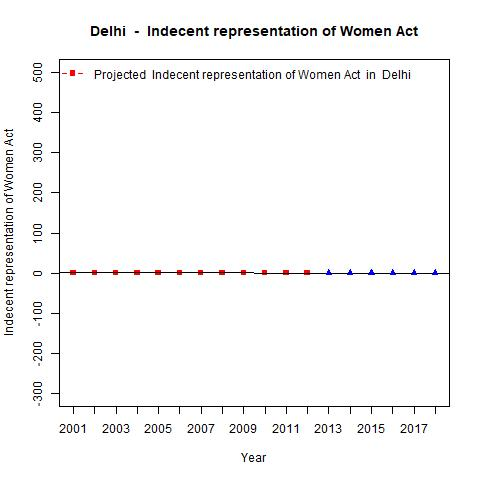 Delhi - Indecent representation of Women Act
Projected Indecent representation of Women Act in Delhi
Indecent representation of Women Act
500
400
300
200
100
0
-100
-200
-300
2001 2003 2005 2007 2009 2011 2013 2015 2017
Year